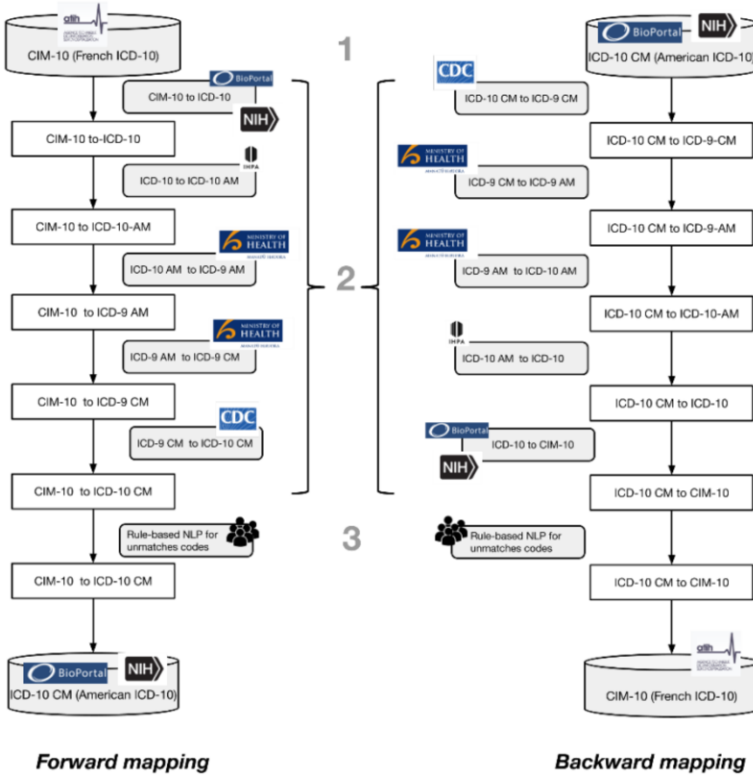 atih
CIM-10 (French ICD-10)
1
BioPortal
NIH
ICD-10 CM (American ICD-10)
BioPortal
CIM-10 to ICD-10
NIH
CIM-10 to-ICD-10
IHPA
ICD-10 to ICD-10 AM
CIM-10 to ICD-10-AM
MINISTRY OF
HEALTH
ICD-10 AM to ICD-9 AM
CIM-10 to ICD-9 AM
MINISTRY OF
HEALTH
ICD-9 AM to ICD-9 CM
CIM-10 to ICD-9 CM
CDC
ICD-9 CM to ICD-10 CM
CIM-10 to ICD-10 CM
2
CDC
ICD-10 CM to ICD-9 CM
ICD-10 CM to ICD-9-CM
MINISTRY OF
HEALTH
ICD-9 CM to ICD-9 AM
ICD-10 CM to ICD-9-AM
MINISTRY OF
HEALTH
ICD-9 AM to ICD-10 AM
ICD-10 CM to ICD-10-AM
IHPA
ICD-10 AM to ICD-10
ICD-10 CM to ICD-10
BioPortal
ICD-10 to CIM-10
NIH
ICD-10 CM to CIM-10
3
Rule-based NLP for
unmatches codes
CIM-10 to ICD-10 CM
Rule-based NLP for
unmatches codes
ICD-10 CM to CIM-10
BioPortal
NIH
ICD-10 CM (American ICD-10)
atih
CIM-10 (French ICD-10)
Forward mapping
Backward mapping